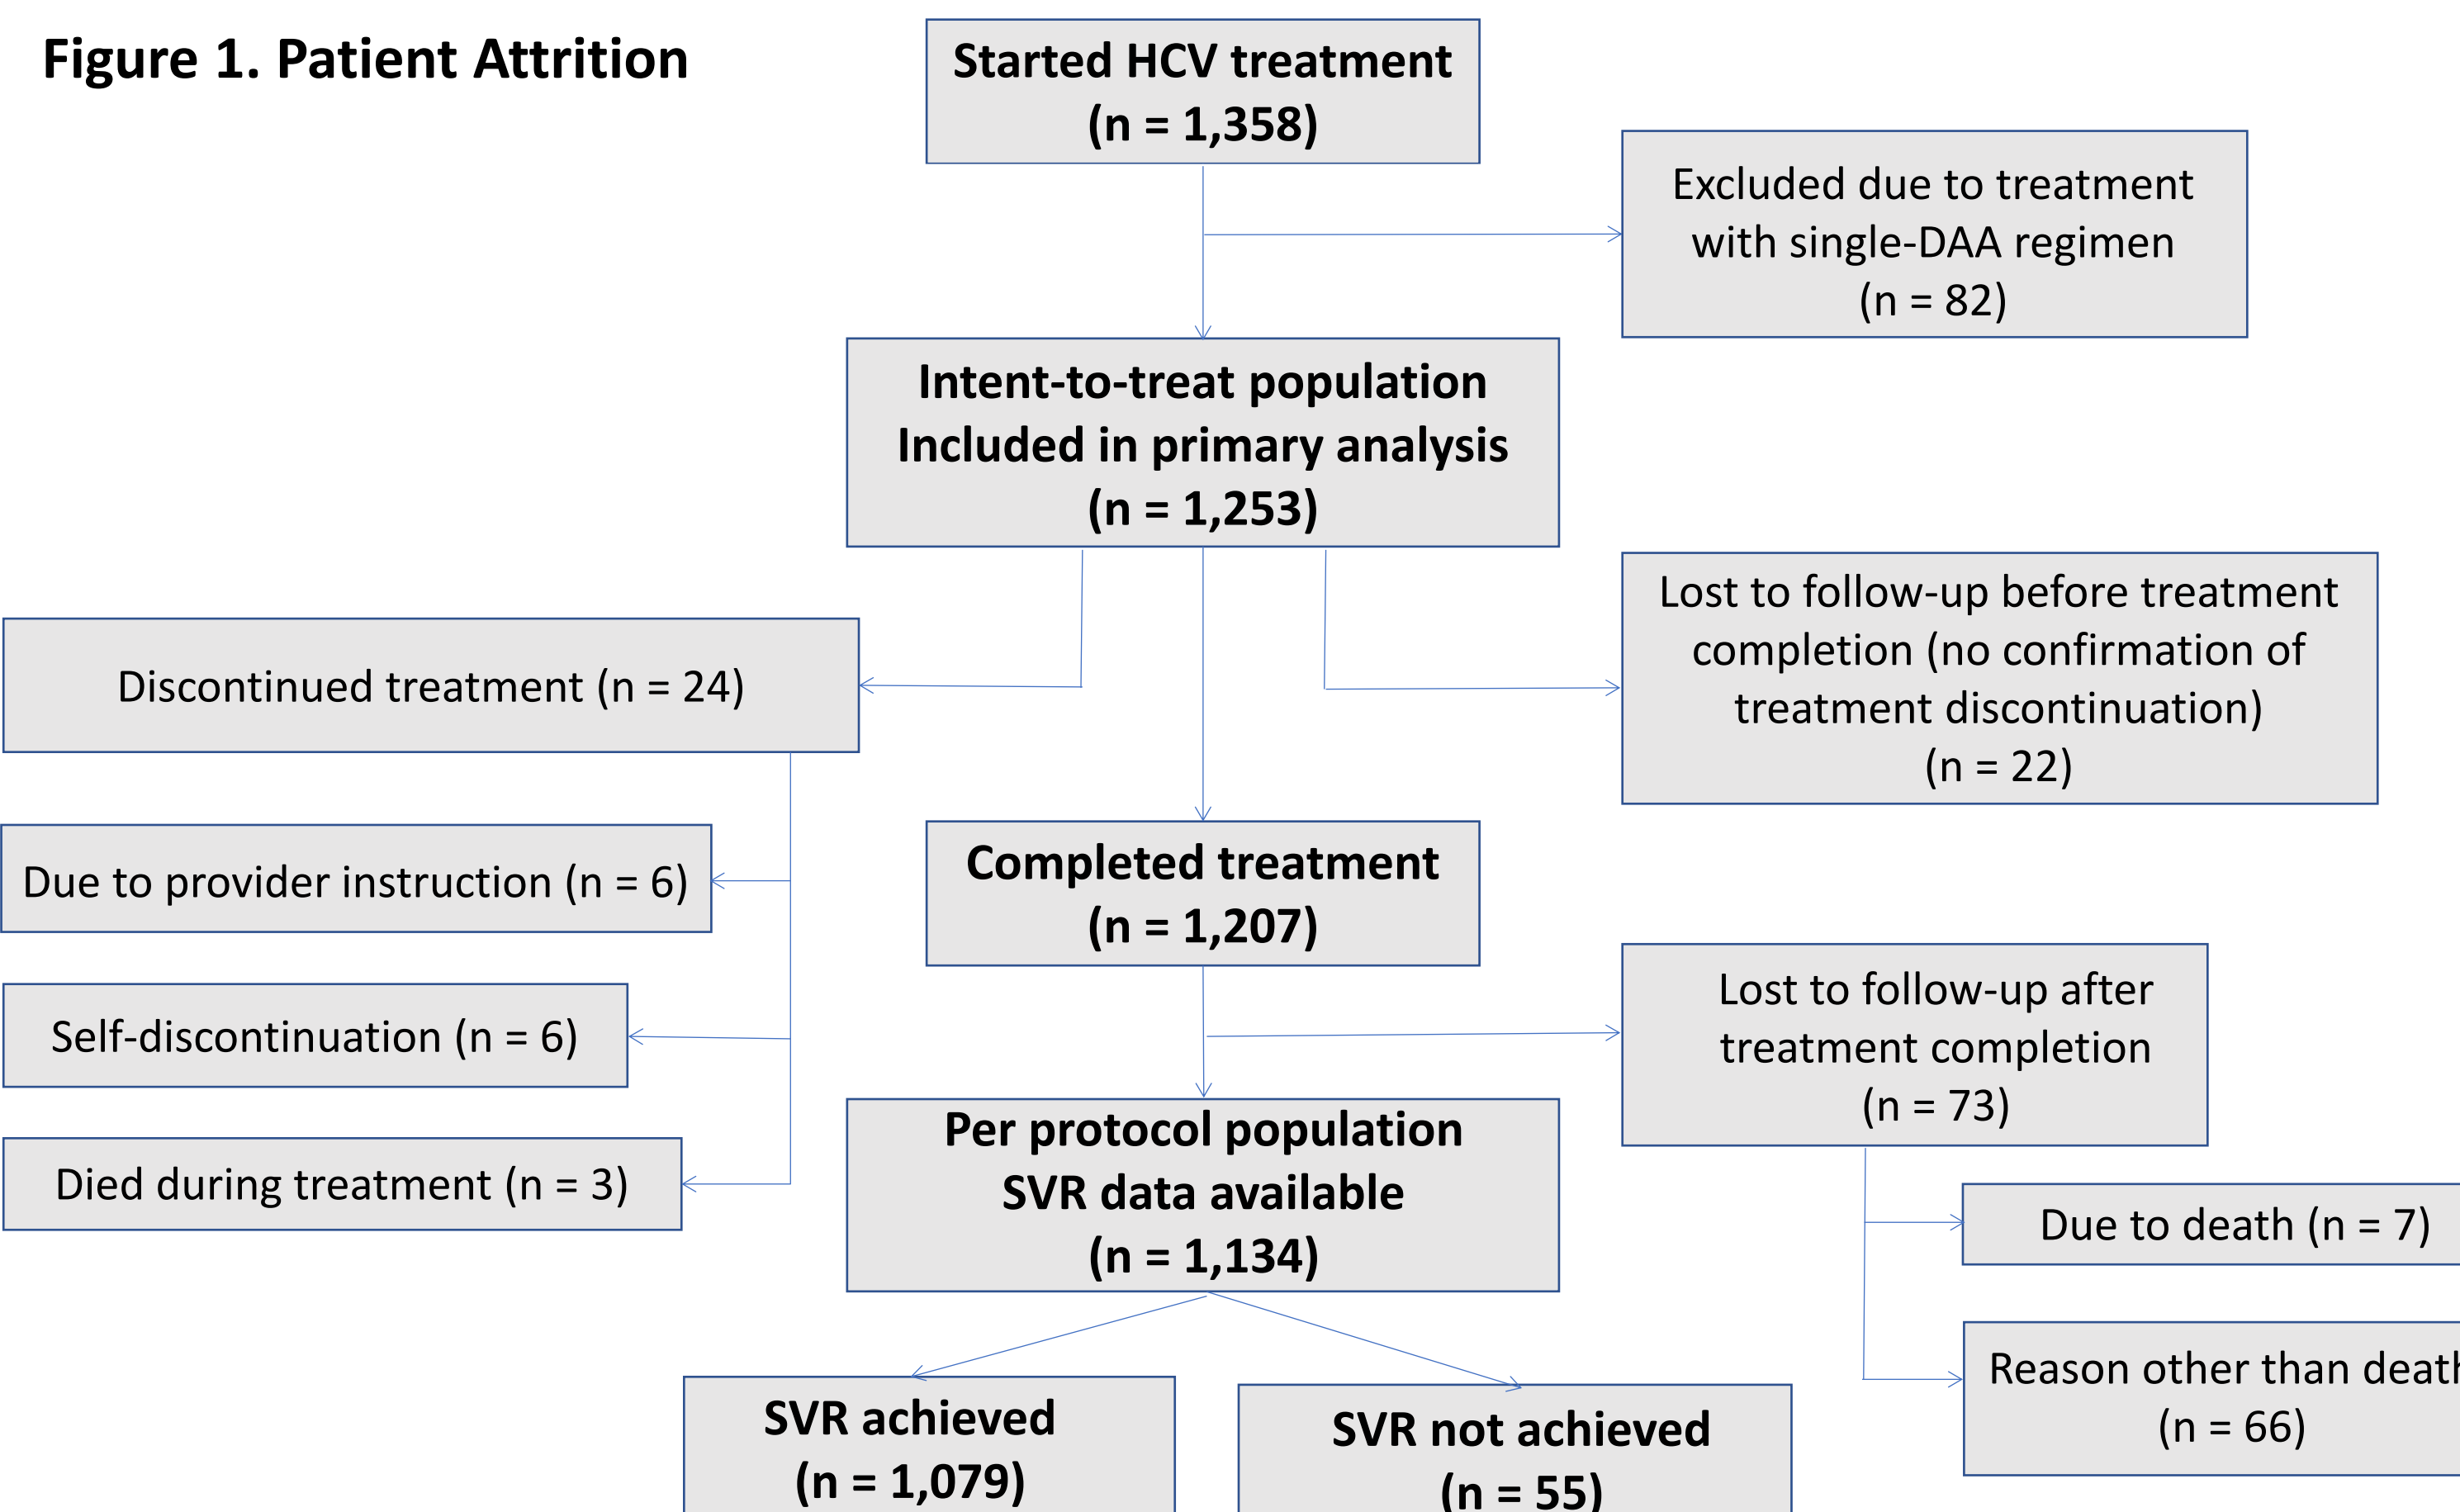 Figure 1. Patient Attrition
Started HCV treatment
(n = 1,358)
Excluded due to treatment
with single-DAA regimen
(n = 82)
Intent-to-treat population
Included in primary analysis
(n = 1,253)
Discontinued treatment (n = 24)
Lost to follow-up before treatment
completion (no confirmation of
treatment discontinuation)
(n = 22)
Due to provider instruction (n = 6)
Self-discontinuation (n = 6)
Died during treatment (n = 3)
Completed treatment
(n = 1,207)
Lost to follow-up after
treatment completion
(n = 73)
Due to death (n = 7)
Reason other than death
(n = 66)
Per protocol population
SVR data available
(n = 1,134)
SVR achieved
(n = 1,079)
SVR not achieved
(n = 55)